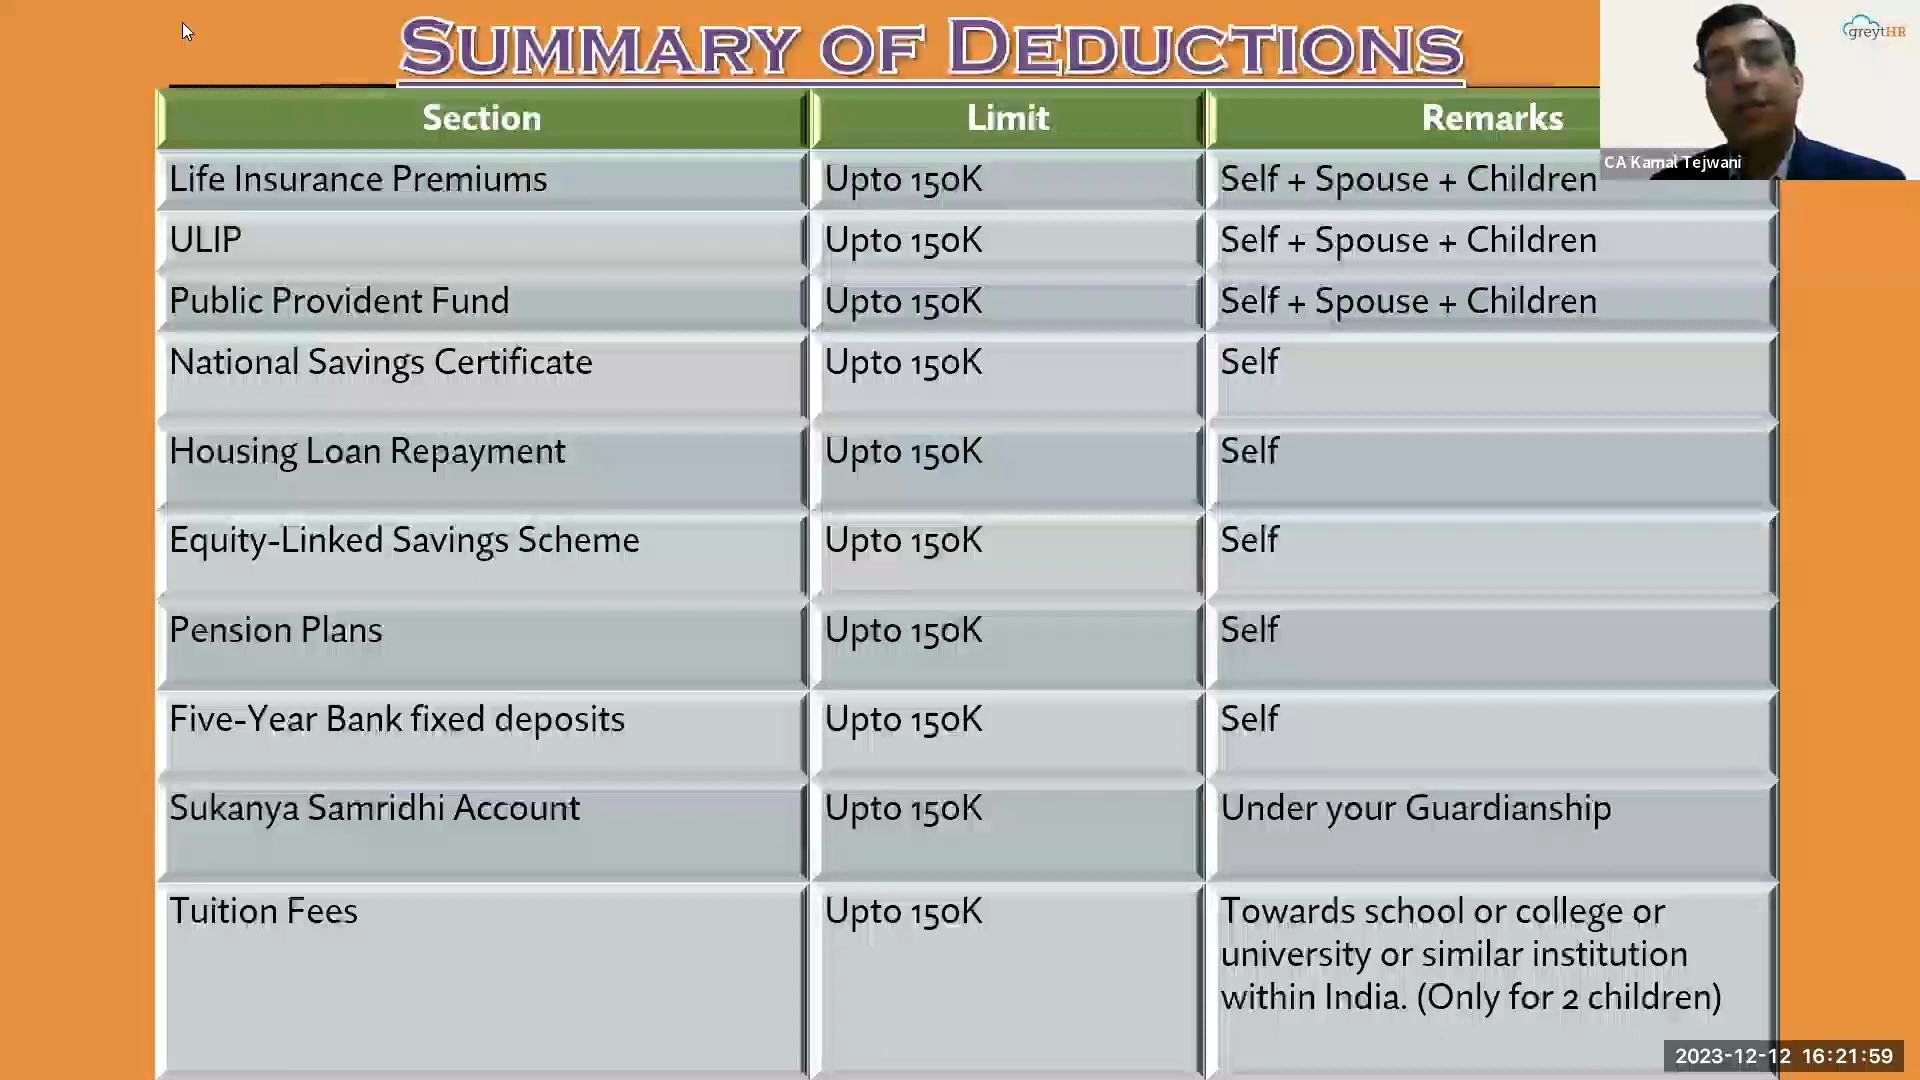 SUMMARY OF DEDUCTIONS
greytHR
CA Kamal Tejwani
Section Limit Remarks
Life Insurance Premiums Upto 150K Self + Spouse + Children
ULIP Upto 150K Self + Spouse + Children
Public Provident Fund Upto 150K Self + Spouse + Children
National Savings Certificate Upto 150K Self
Housing Loan Repayment Upto 150K Self
Equity-Linked Savings Scheme Upto 150K Self
Pension Plans Upto 150K Self
Five-Year Bank fixed deposits Upto 150K Self
Sukanya Samridhi Account Upto 150K Under your Guardianship
Tuition Fees Upto 150K Towards school or college or
university or similar institution
within India. (Only for 2 children)
2023-12-12 16:21:59